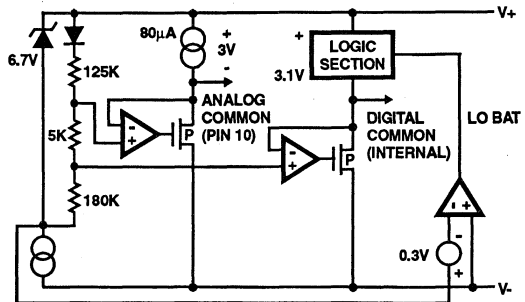 V+
80µA
+
3V
-
6.7V
125K
+
LOGIC
SECTION
3.1V
ANALOG
COMMON
(PIN 10)
DIGITAL
COMMON
(INTERNAL)
LO BAT
5K
-
+
P
-
+
P
180K
- +
-
0.3V
+
V-